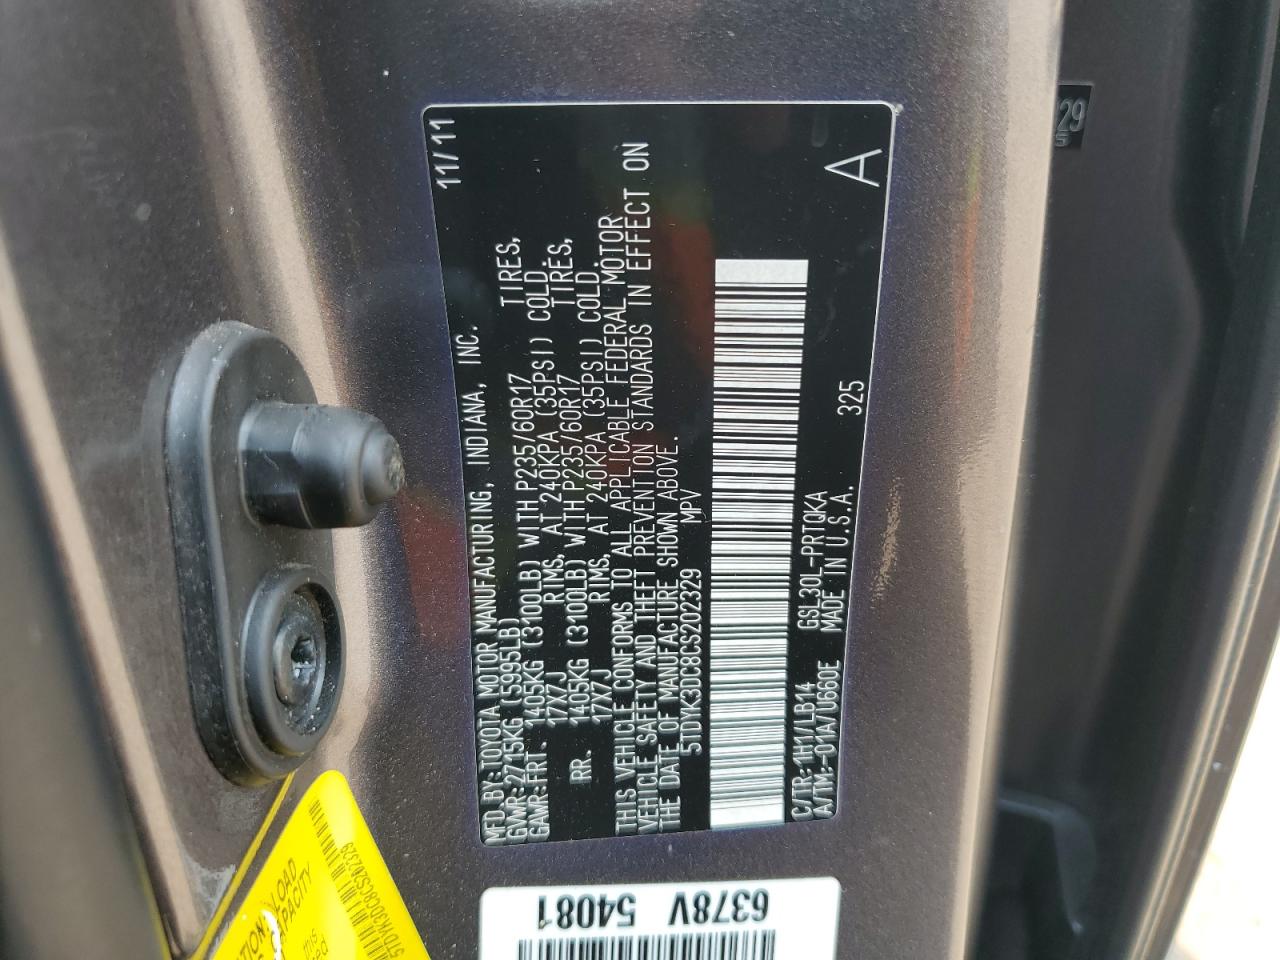 MFD.BY:TOYOTA MOTOR MANUFACTURING, INDIANA, INC. 11/11
GVWR:2715KG (5995LB)
GAWR:FRT. 1405KG (3100LB) WITH P235/60R17 TIRES,
17X7J RIMS, AT 240KPA (35PSI) COLD.
RR. 1405KG (3100LB) WITH P235/60R17 TIRES,
17X7J RIMS, AT 240KPA (35PSI) COLD.
THIS VEHICLE CONFORMS TO ALL APPLICABLE FEDERAL MOTOR
VEHICLE SAFETY AND THEFT PREVENTION STANDARDS IN EFFECT ON
THE DATE OF MANUFACTURE SHOWN ABOVE.
5TDYK3DC8CS202329 MPV
C/TR:1H1/LB14 GSL30L-PRTQKA 325 A
A/TM:-01A/U660E MADE IN U.S.A.
6378V
54081
5TDYK3DC8CS202329
LOAD
CAPACITY
29